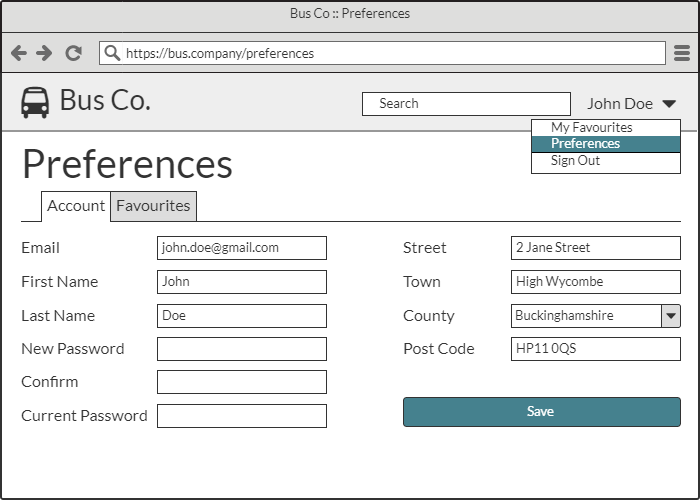 Bus Co :: Preferences
https://bus.company/preferences
Bus Co.
Search
John Doe
My Favourites
Preferences
Sign Out
Preferences
Account Favourites
Email john.doe@gmail.com Street 2 Jane Street
First Name John Town High Wycombe
Last Name Doe County Buckinghamshire
New Password Post Code HP11 0QS
Confirm
Current Password Save